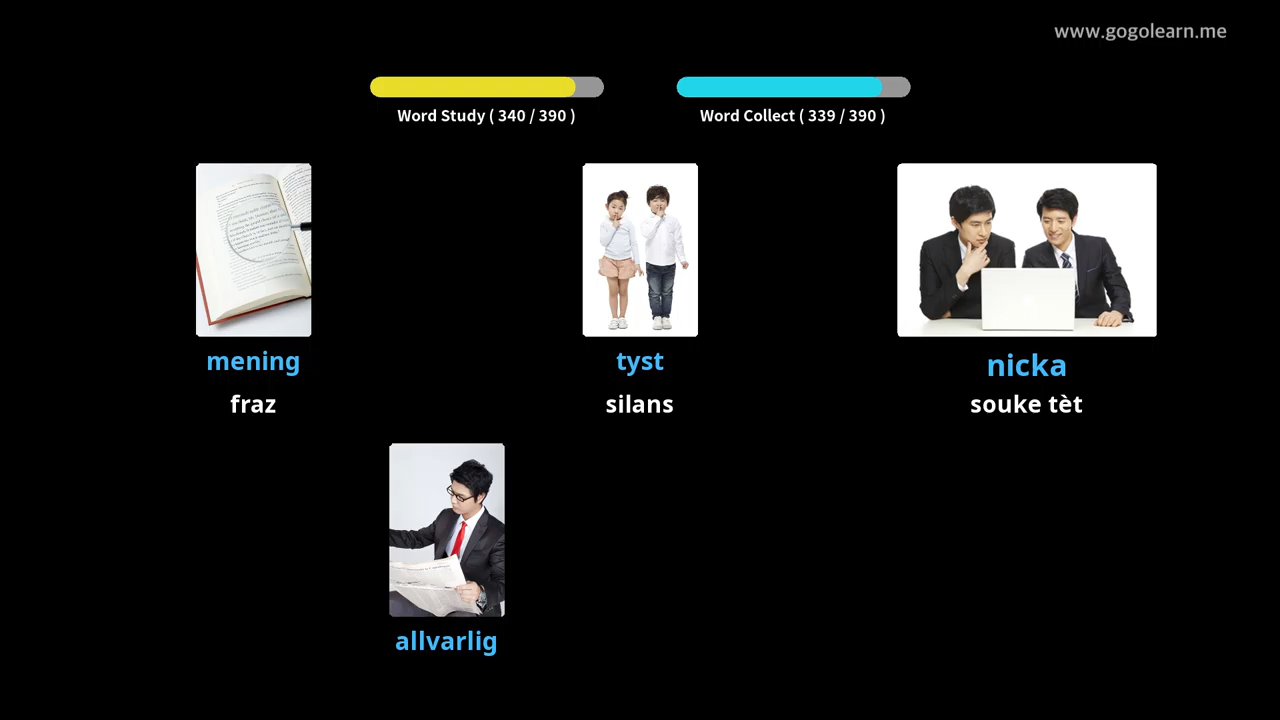 www.gogolearn.me
Word Study ( 340 / 390 )
Word Collect ( 339 / 390 )
mening
tyst
nicka
fraz
silans
souke tèt
allvarlig